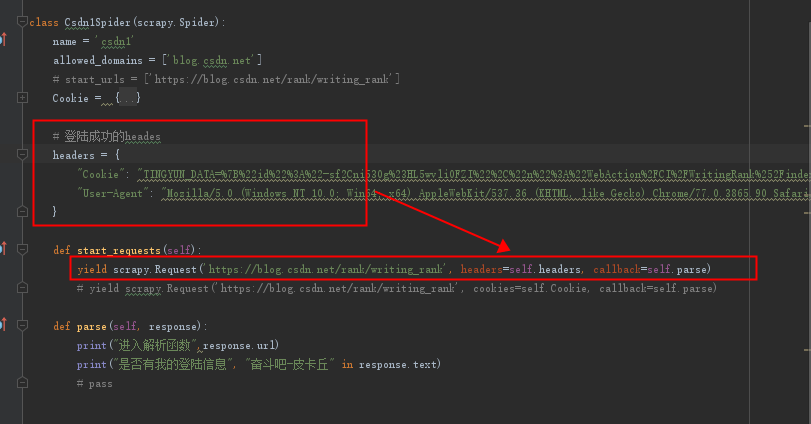 class Csdn1Spider(scrapy.Spider):
name = 'csdn1'
allowed_domains = ['blog.csdn.net']
# start_urls = ['https://blog.csdn.net/rank/writing_rank']
Cookie = {...}
# 登陆成功的heades
headers = {
"Cookie": "TINGYUN_DATA=%7B%22id%22%3A%22-sf2Cni530g%23HL5wvli0FZI%22%2C%22n%22%3A%22WebAction%2FCI%2FWritingRank%252Finde
"User-Agent": "Mozilla/5.0 (Windows NT 10.0; Win64; x64) AppleWebKit/537.36 (KHTML, like Gecko) Chrome/77.0.3865.90 Safari
}
def start_requests(self):
yield scrapy.Request('https://blog.csdn.net/rank/writing_rank', headers=self.headers, callback=self.parse)
# yield scrapy.Request('https://blog.csdn.net/rank/writing_rank', cookies=self.Cookie, callback=self.parse)
def parse(self, response):
print("进入解析函数",response.url)
print("是否有我的登陆信息", "奋斗吧-皮卡丘" in response.text)
# pass